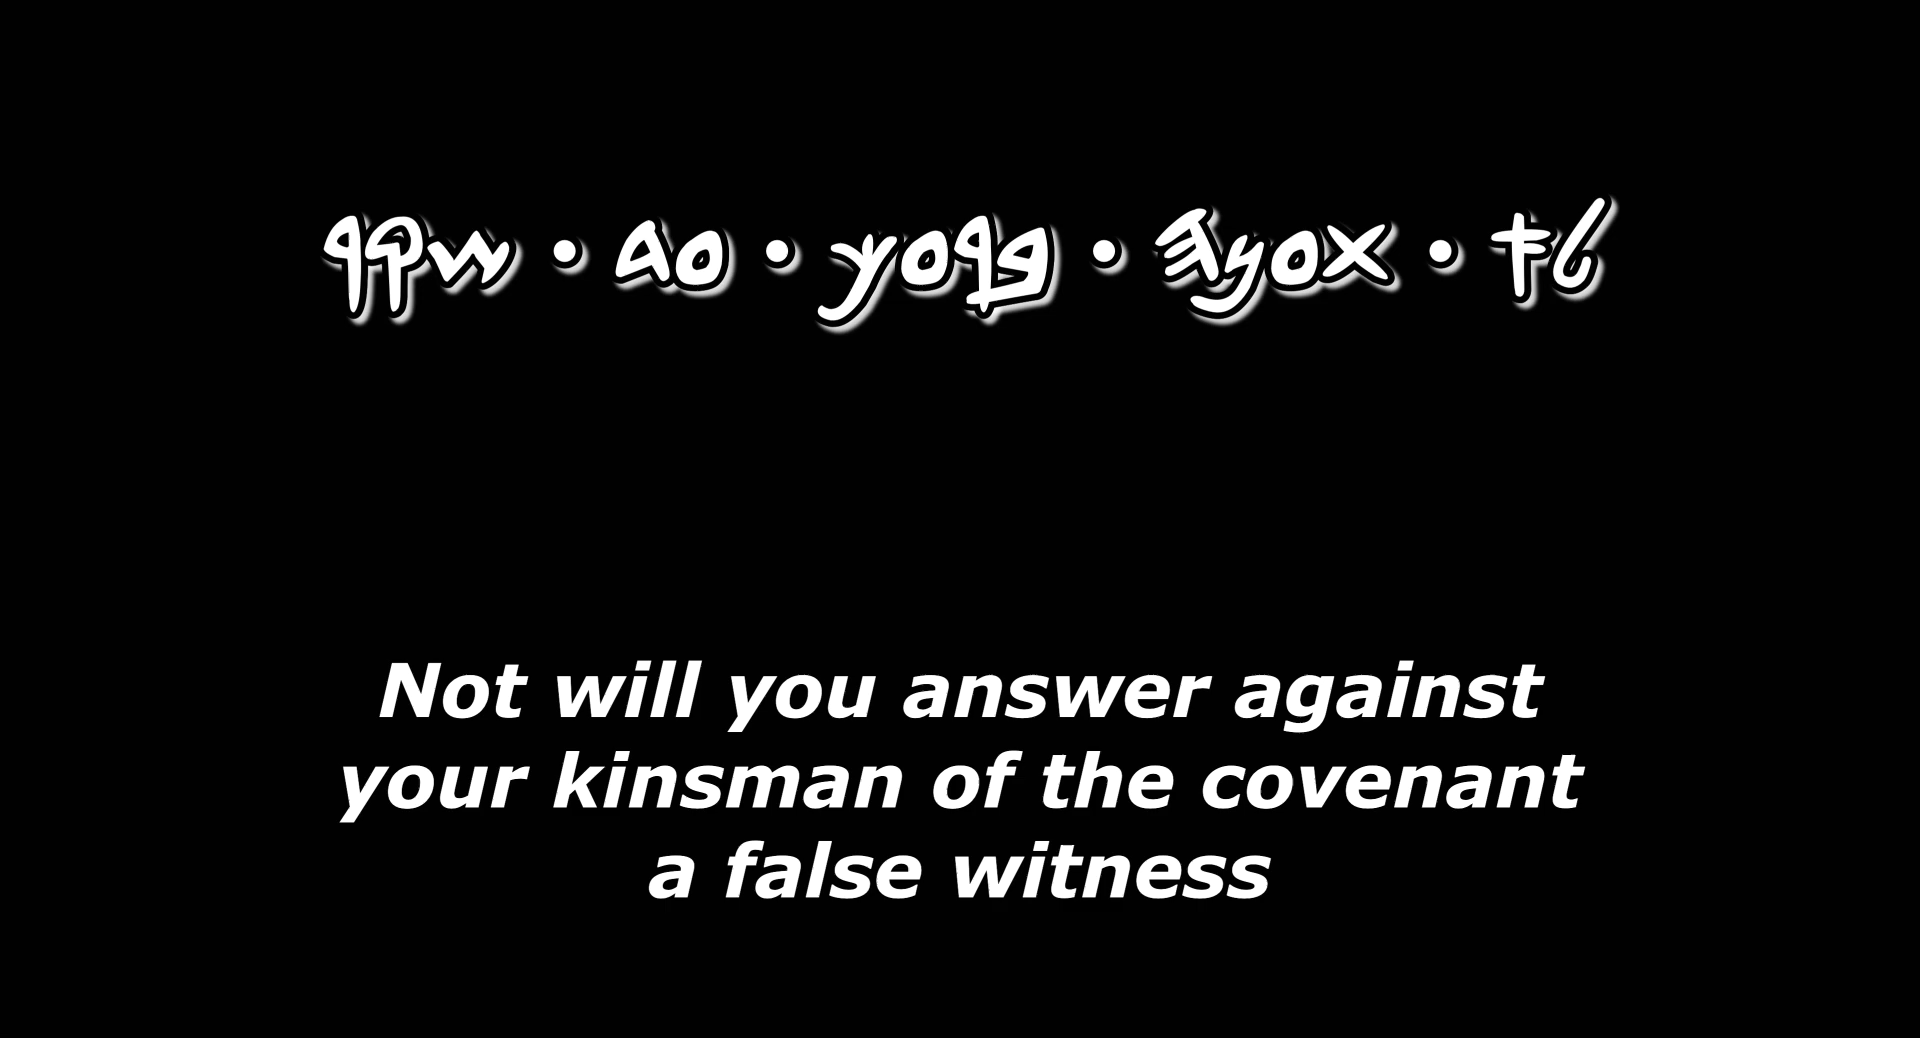 𐤋𐤀 · 𐤕𐤏𐤍𐤄 · 𐤁𐤓𐤏𐤊 · 𐤏𐤃 · 𐤔𐤒𐤓
Not will you answer against
your kinsman of the covenant
a false witness